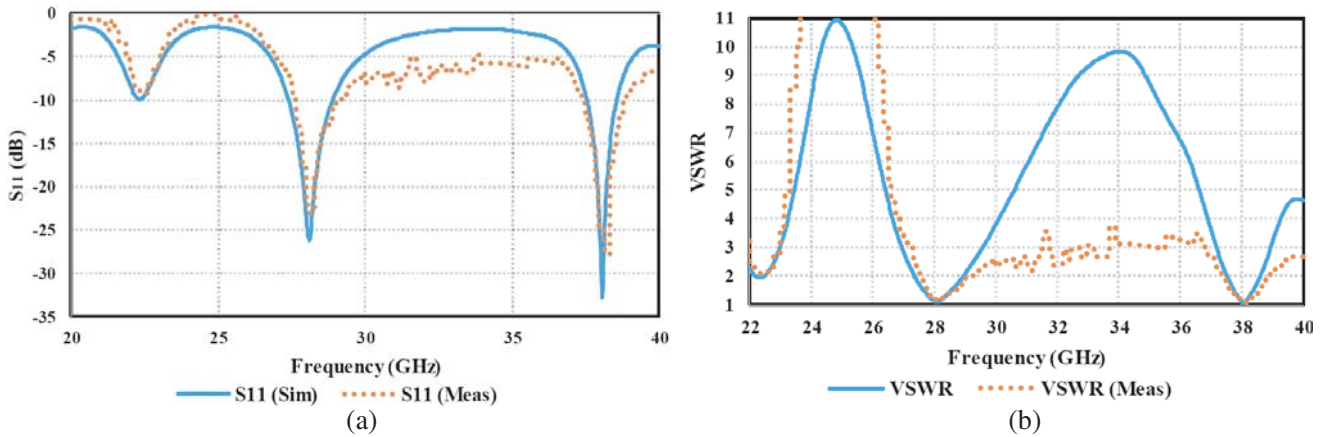 0
-5
-10
-15
-20
-25
-30
-35
S11 (dB)
20 25 30 35 40
Frequency (GHz)
S11 (Sim) S11 (Meas)
(a)
11
10
9
8
7
6
5
4
3
2
1
VSWR
22 24 26 28 30 32 34 36 38 40
Frequency (GHz)
VSWR VSWR (Meas)
(b)